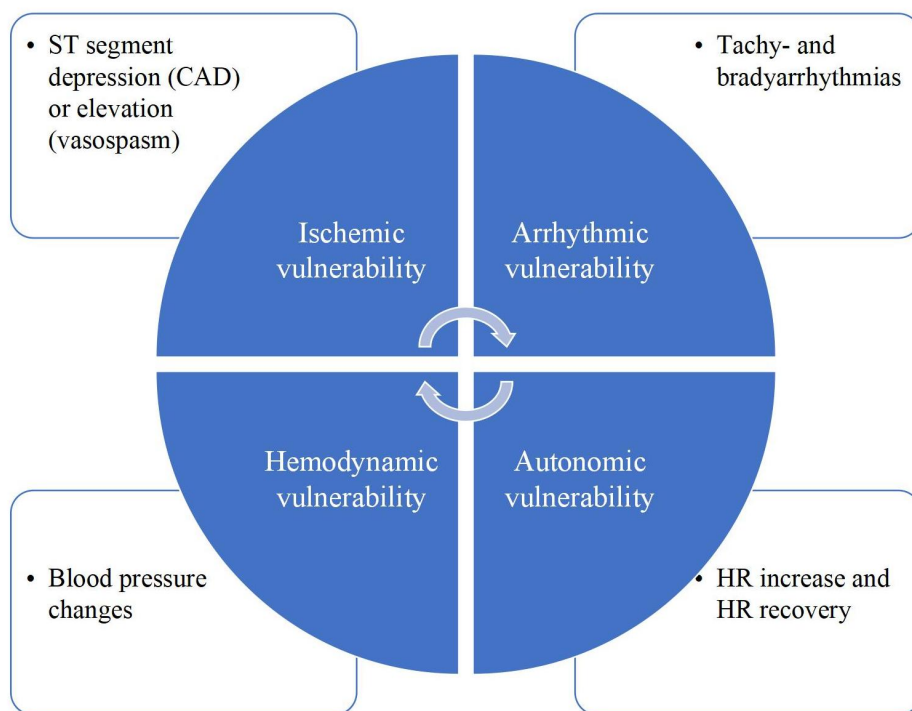 • ST segment
depression (CAD)
or elevation
(vasospasm)
• Tachy- and
bradyarrhythmias
Ischemic
vulnerability
Arrhythmic
vulnerability
Hemodynamic
vulnerability
Autonomic
vulnerability
• Blood pressure
changes
• HR increase and
HR recovery